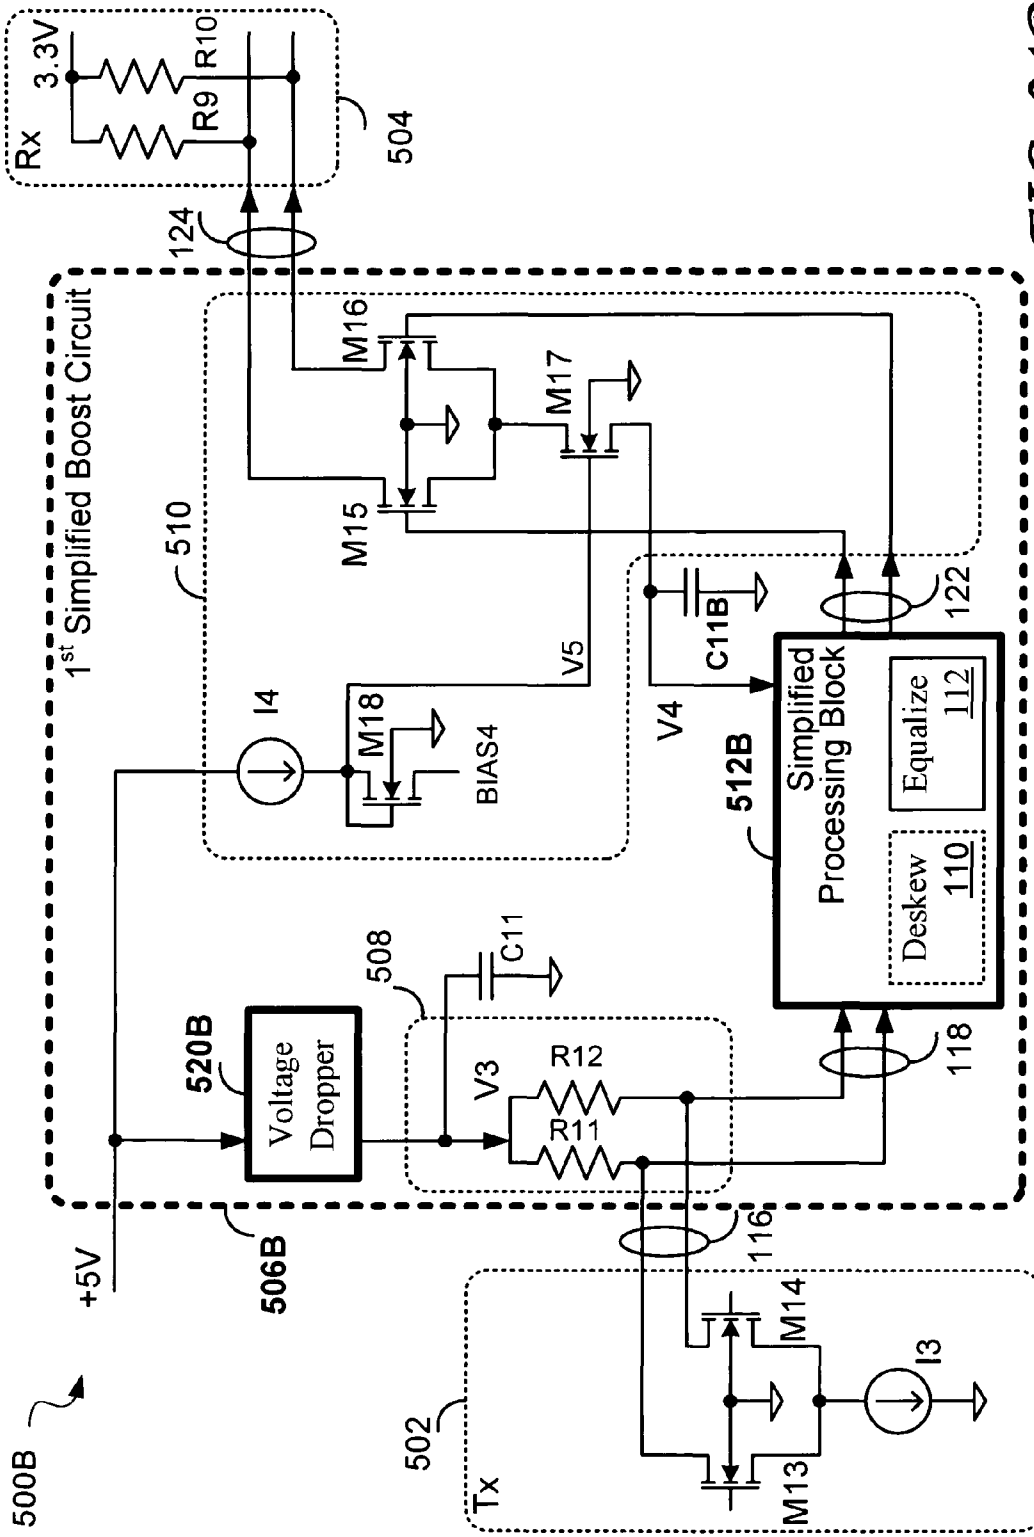 500B
+5V
1st Simplified Boost Circuit
Rx
3.3V
R9
R10
504
124
510
I4
M18
BIAS4
V5
M15
M16
M17
520B
Voltage
Dropper
506B
508
V3
C11
R12
R11
V4
C11B
512B
Simplified
Processing Block
Deskew
110
Equalize
112
122
118
116
502
Tx
M13
M14
I3